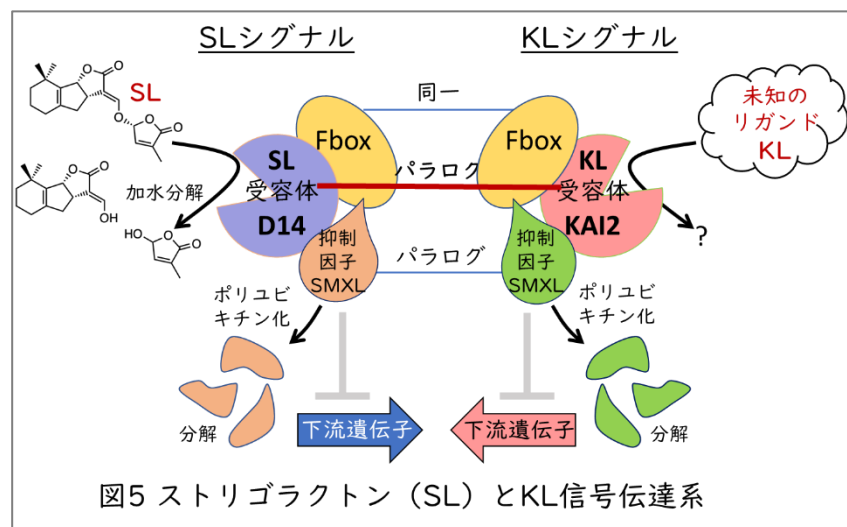 SLシグナル
KLシグナル
SL
O
O
O
O
O
同一
Fbox
Fbox
未知の
リガンド
KL
SL
受容体
D14
パラログ
KL
受容体
KAI2
加水分解
O
O
OH
HO
O
O
?
抑制
因子
SMXL
パラログ
抑制
因子
SMXL
ポリユビ
キチン化
ポリユビ
キチン化
分解
下流遺伝子
下流遺伝子
分解
図5 ストリゴラクトン（SL）とKL信号伝達系